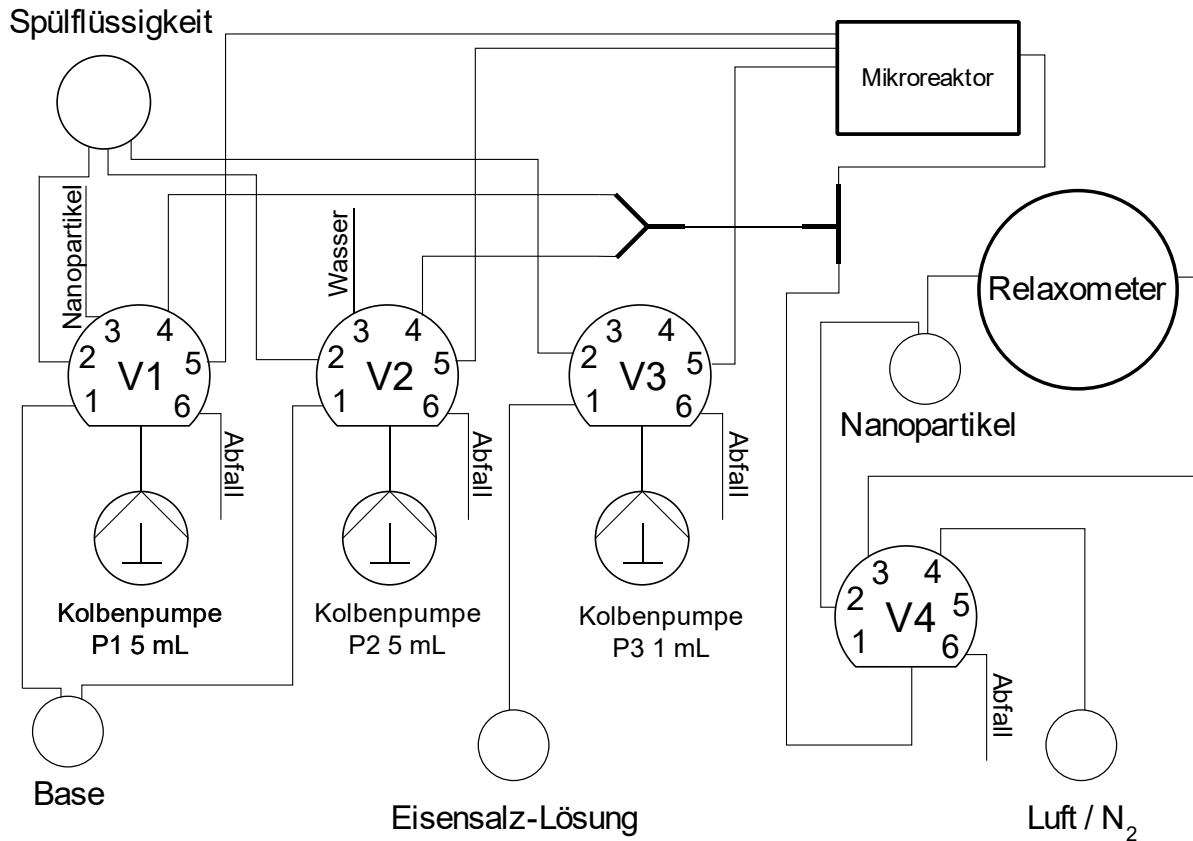 Spülflüssigkeit
Mikroreaktor
Nanopartikel
Wasser
Relaxometer
3
4
2
5
V1
1
6
Abfall
3
4
2
5
V2
1
6
Abfall
3
4
2
5
V3
1
6
Abfall
Nanopartikel
Kolbenpumpe
P1 5 mL
Kolbenpumpe
P2 5 mL
Kolbenpumpe
P3 1 mL
3
4
2
5
V4
1
6
Abfall
Base
Eisensalz-Lösung
Luft / N2